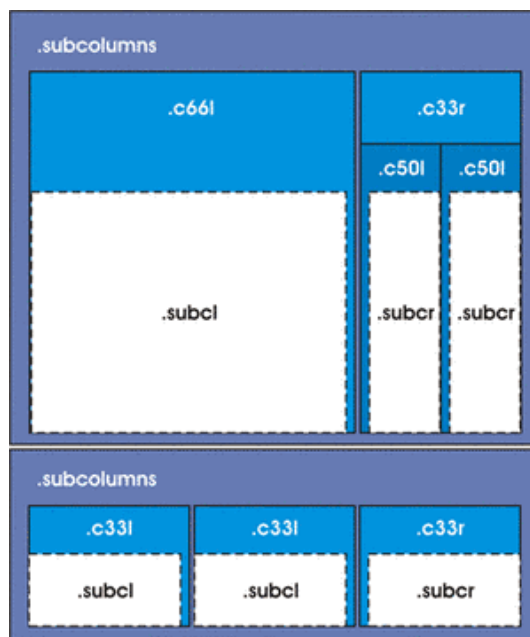 .subcolumns
.c66l .c33r
.c50l .c50l
.subcl .subcr .subcr
.subcolumns
.c33l .c33l .c33r
.subcl .subcl .subcr